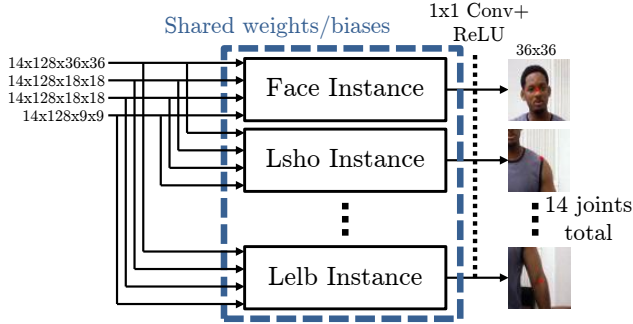 Shared weights/biases
1x1 Conv+
ReLU
36x36
14x128x36x36
14x128x18x18
14x128x18x18
14x128x9x9
Face Instance
Lsho Instance
14 joints
total
Lelb Instance